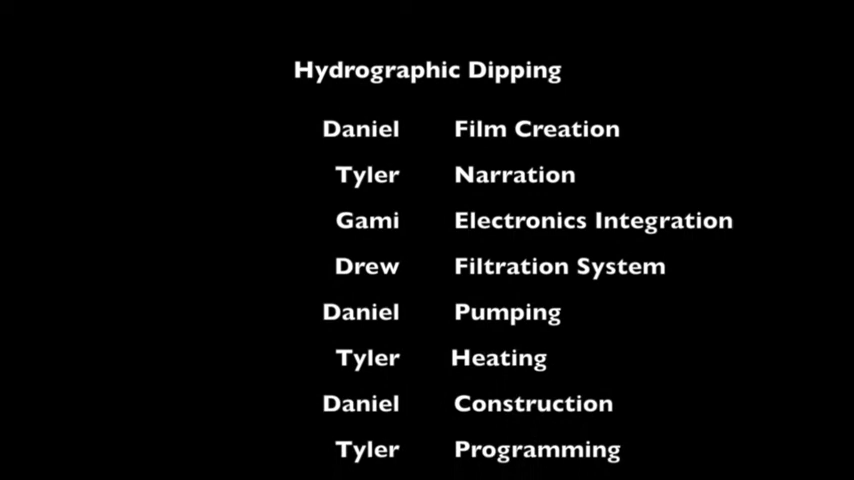 Hydrographic Dipping
Daniel Film Creation
Tyler Narration
Gami Electronics Integration
Drew Filtration System
Daniel Pumping
Tyler Heating
Daniel Construction
Tyler Programming